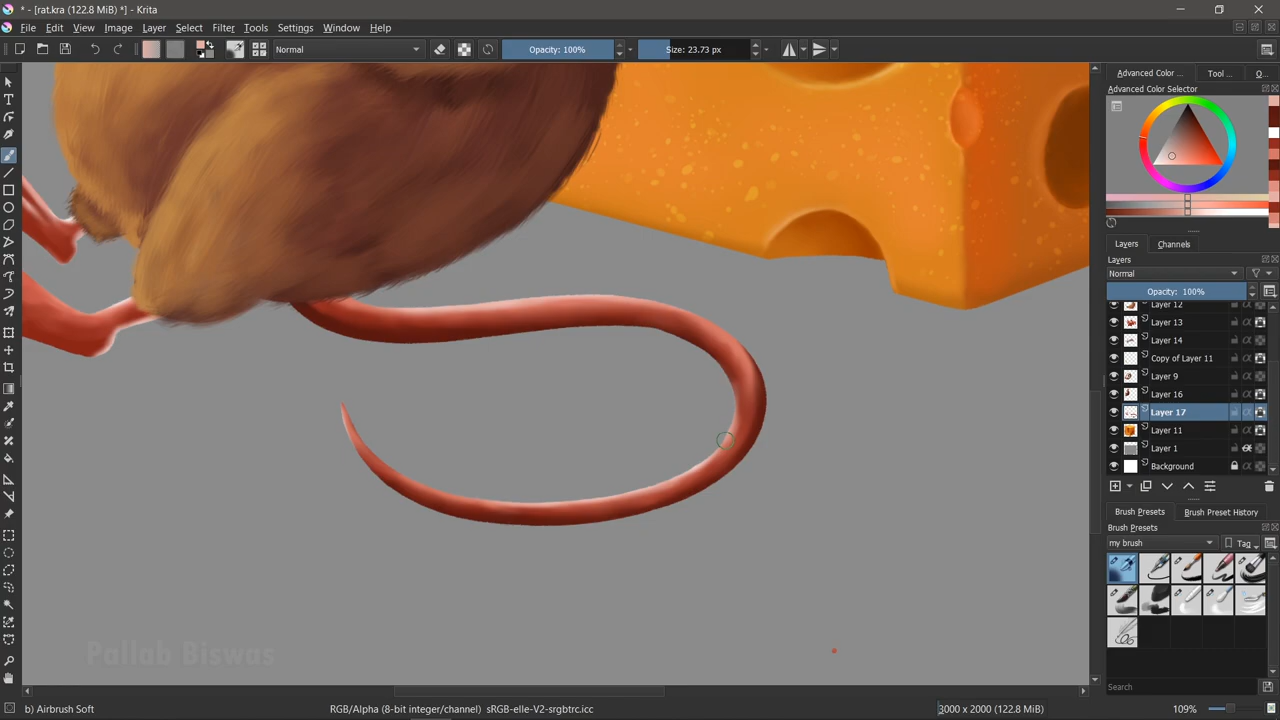 * - [rat.kra (122.8 MiB) *] - Krita
File Edit View Image Layer Select Filter Tools Settings Window Help
Normal Opacity: 100% Size: 23.73 px
Advanced Color ... Tool ... Q...
Advanced Color Selector
Layers Channels
Layers
Normal
Opacity: 100%
Layer 12
Layer 13
Layer 14
Copy of Layer 11
Layer 9
Layer 16
Layer 17
Layer 11
Layer 1
Background
Brush Presets Brush Preset History
Brush Presets
my brush Tag
Search
Pallab Biswas
b) Airbrush Soft RGB/Alpha (8-bit integer/channel) sRGB-elle-V2-srgbtrc.icc 3000 x 2000 (122.8 MiB) 109%